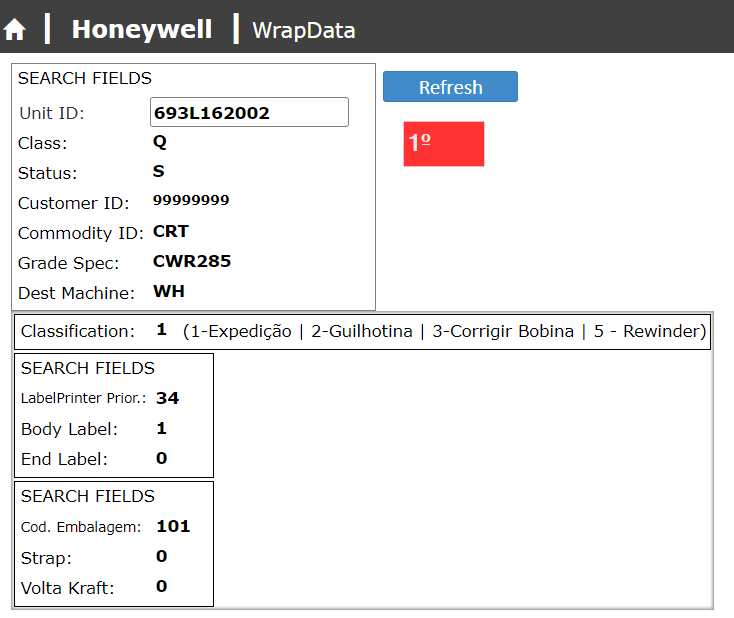 Honeywell WrapData
SEARCH FIELDS
Unit ID: 693L162002
Class: Q
Status: S
Customer ID: 99999999
Commodity ID: CRT
Grade Spec: CWR285
Dest Machine: WH
Refresh
1º
Classification: 1 (1-Expedição | 2-Guilhotina | 3-Corrigir Bobina | 5 - Rewinder)
SEARCH FIELDS
LabelPrinter Prior.: 34
Body Label: 1
End Label: 0
SEARCH FIELDS
Cod. Embalagem: 101
Strap: 0
Volta Kraft: 0